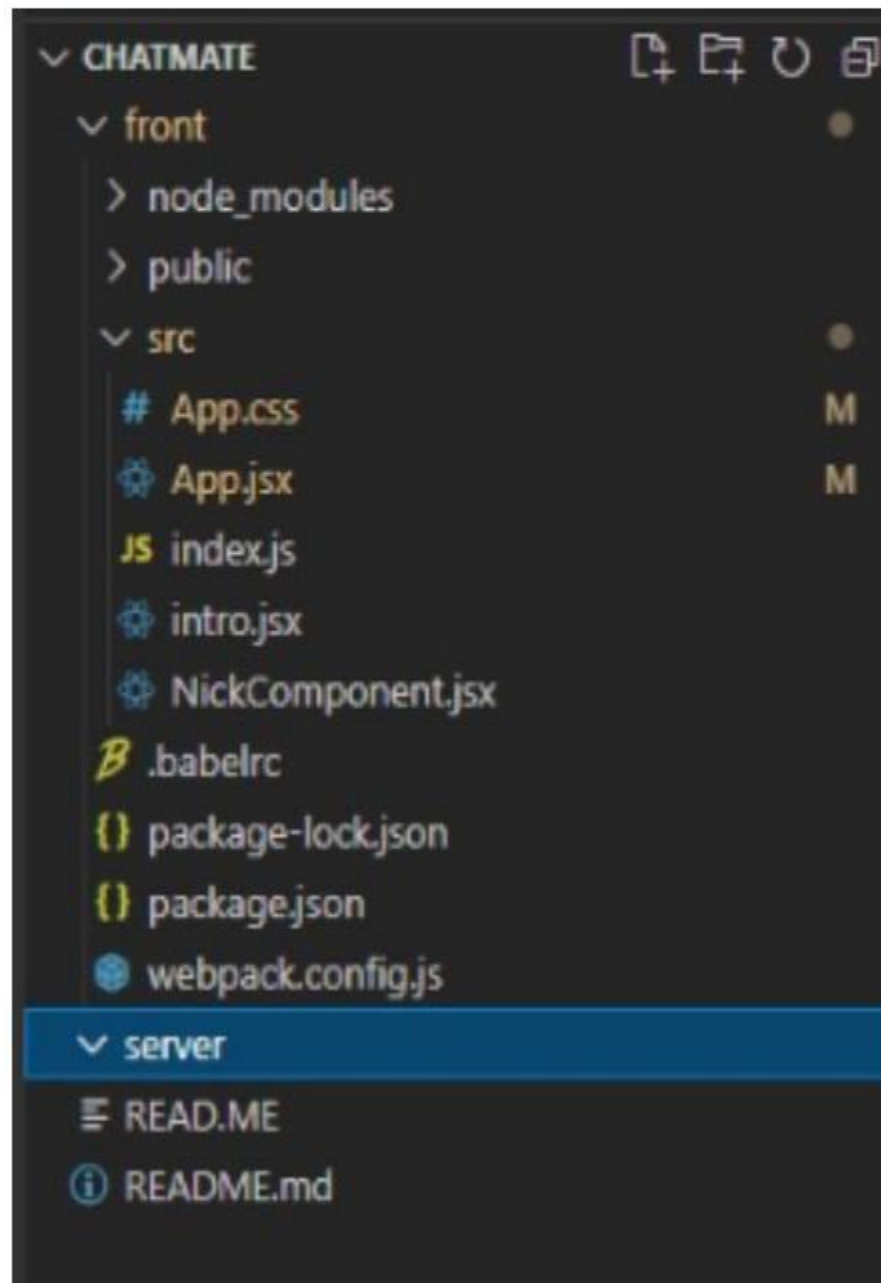 CHATMATE
front
node_modules
public
src
# App.css M
App.jsx M
JS index.js
intro.jsx
NickComponent.jsx
B .babelrc
{} package-lock.json
{} package.json
webpack.config.js
server
READ.ME
README.md